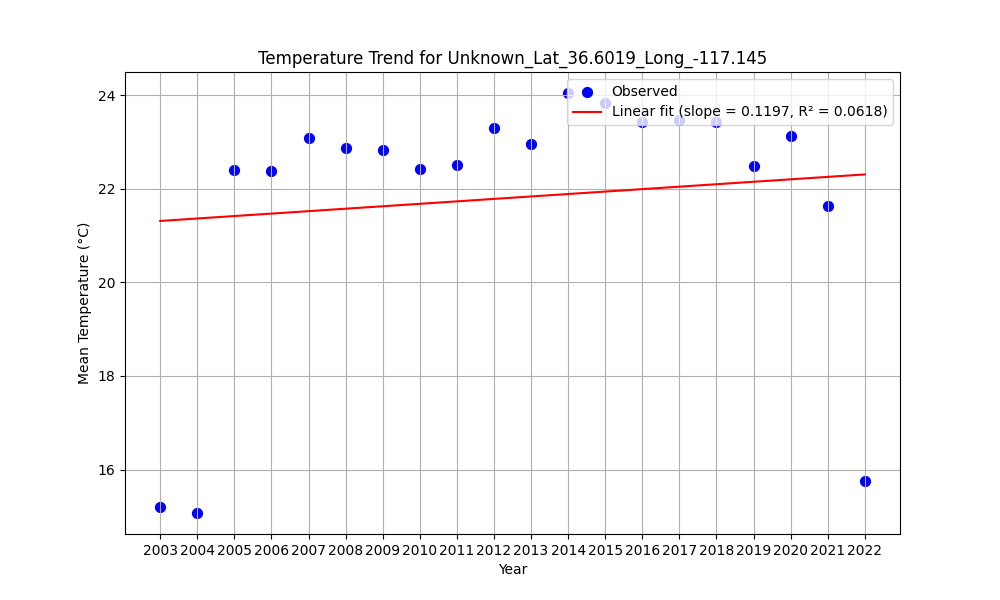 Temperature Trend for Unknown_Lat_36.6019_Long_-117.145
Observed
Linear fit (slope = 0.1197, R² = 0.0618)
24
22
20
18
16
Mean Temperature (°C)
2003 2004 2005 2006 2007 2008 2009 2010 2011 2012 2013 2014 2015 2016 2017 2018 2019 2020 2021 2022
Year